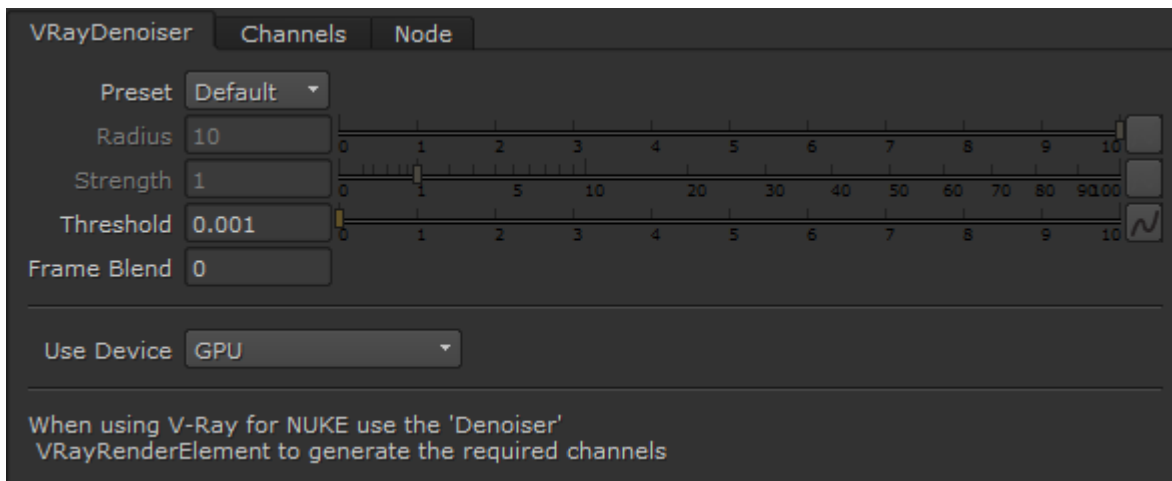 VRayDenoiser Channels Node
Preset Default
Radius 10 0 1 2 3 4 5 6 7 8 9 10
Strength 1 0 1 5 10 20 30 40 50 60 70 80 90100
Threshold 0.001 0 1 2 3 4 5 6 7 8 9 10
Frame Blend 0
Use Device GPU
When using V-Ray for NUKE use the 'Denoiser'
VRayRenderElement to generate the required channels